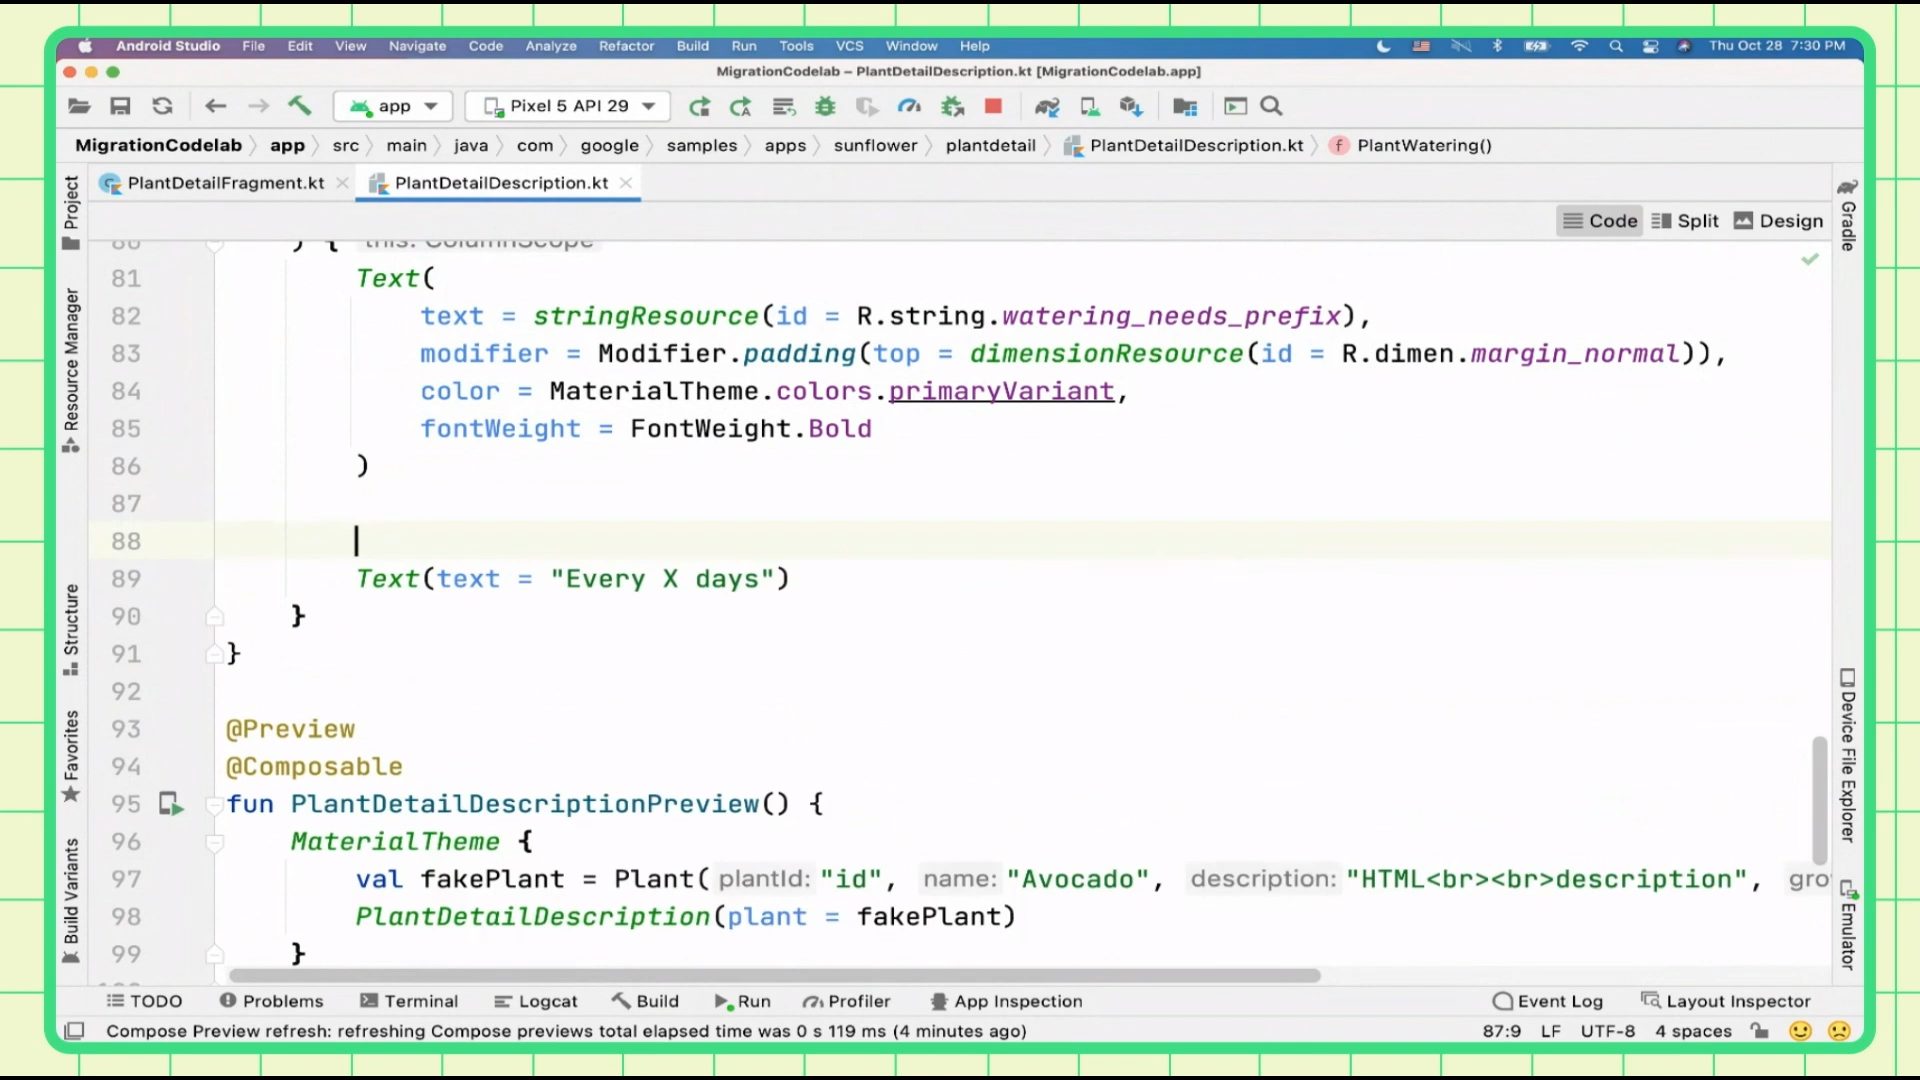 Android Studio File Edit View Navigate Code Analyze Refactor Build Run Tools VCS Window Help Thu Oct 28 7:30 PM
MigrationCodelab – PlantDetailDescription.kt [MigrationCodelab.app]
app Pixel 5 API 29
MigrationCodelab app src main java com google samples apps sunflower plantdetail PlantDetailDescription.kt f PlantWatering()
PlantDetailFragment.kt PlantDetailDescription.kt
Code Split Design
Project
Resource Manager
Structure
Favorites
Build Variants
80 ) { this: ColumnScope
81 Text(
82 text = stringResource(id = R.string.watering_needs_prefix),
83 modifier = Modifier.padding(top = dimensionResource(id = R.dimen.margin_normal)),
84 color = MaterialTheme.colors.primaryVariant,
85 fontWeight = FontWeight.Bold
86 )
87
88
89 Text(text = "Every X days")
90 }
91 }
92
93 @Preview
94 @Composable
95 fun PlantDetailDescriptionPreview() {
96 MaterialTheme {
97 val fakePlant = Plant( plantId: "id", name: "Avocado", description: "HTML<br><br>description", gro
98 PlantDetailDescription(plant = fakePlant)
99 }
Gradle
Device File Explorer
Emulator
TODO Problems Terminal Logcat Build Run Profiler App Inspection Event Log Layout Inspector
Compose Preview refresh: refreshing Compose previews total elapsed time was 0 s 119 ms (4 minutes ago) 87:9 LF UTF-8 4 spaces